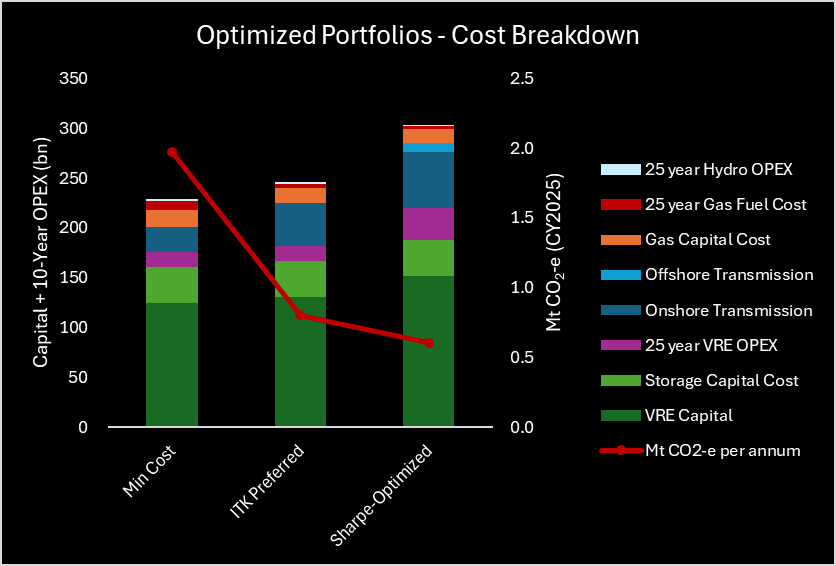 Optimized Portfolios - Cost Breakdown
Capital + 10-Year OPEX (bn)
350
300
250
200
150
100
50
0
2.5
2.0
1.5
1.0
0.5
0.0
Mt CO₂-e (CY2025)
Min Cost
ITK Preferred
Sharpe-Optimized
25 year Hydro OPEX
25 year Gas Fuel Cost
Gas Capital Cost
Offshore Transmission
Onshore Transmission
25 year VRE OPEX
Storage Capital Cost
VRE Capital
Mt CO2-e per annum